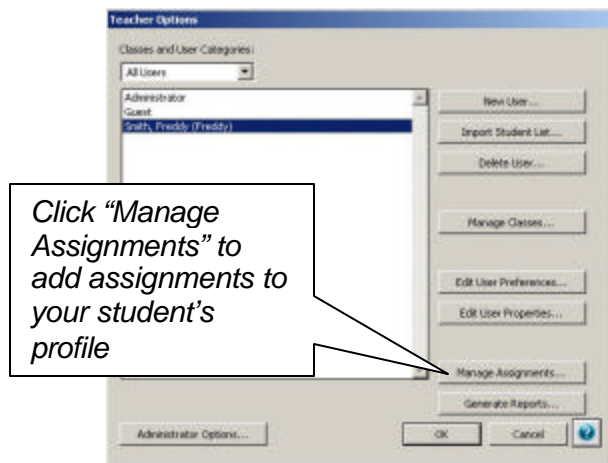 Teacher Options
Classes and User Categories:
All Users
Administrator
Guest
Smith, Freddy (Freddy)
New User...
Import Student List...
Delete User...
Manage Classes...
Edit User Preferences...
Edit User Properties...
Manage Assignments...
Generate Reports...
Click “Manage
Assignments” to
add assignments to
your student’s
profile
Administrator Options...
OK
Cancel
?